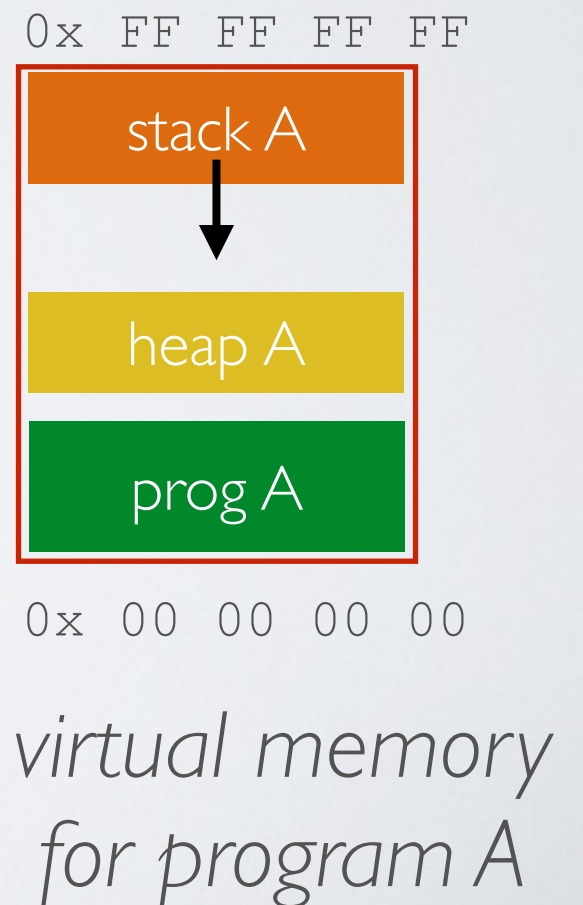 0x FF FF FF FF
stack A
heap A
prog A
0x 00 00 00 00
virtual memory
for program A